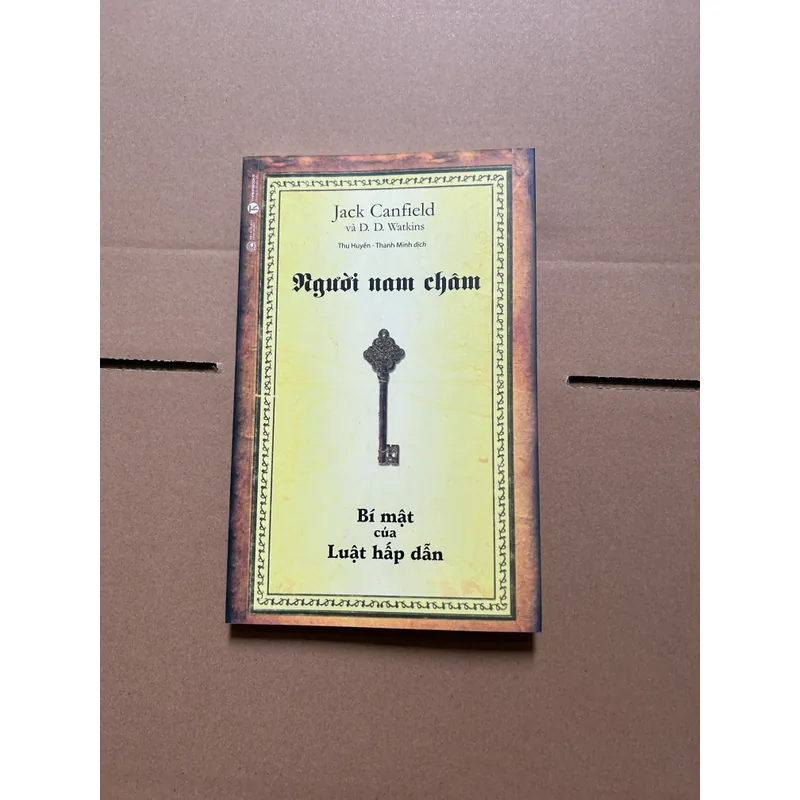 Jack Canfield
và D. D. Watkins
Thu Huyền - Thanh Minh dịch
Người nam châm
Bí mật
của
Luật hấp dẫn